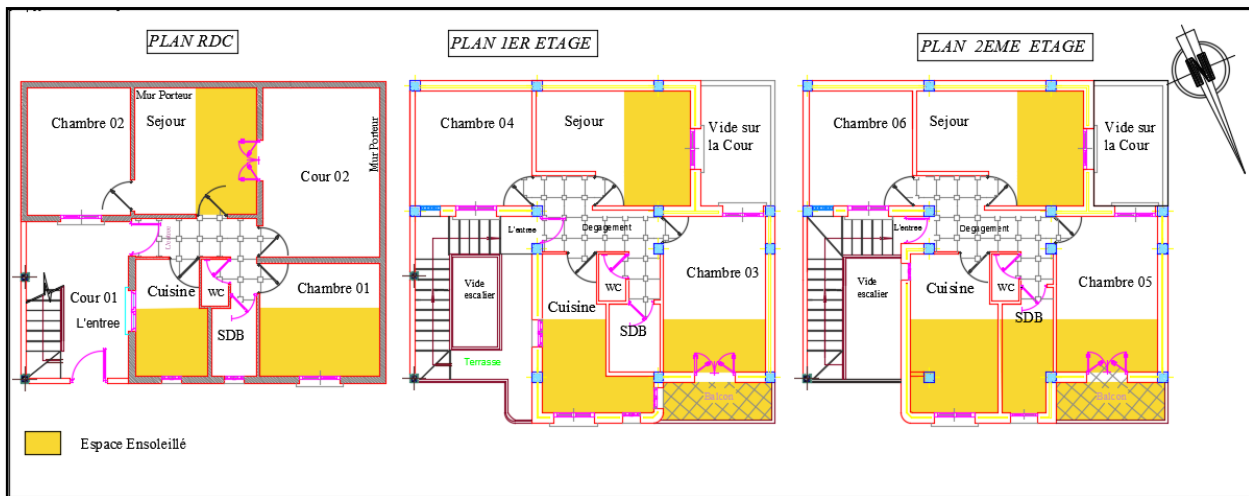 PLAN RDC
PLAN 1ER ETAGE
PLAN 2EME ETAGE
N
Mur Porteur
Chambre 02
Sejour
Mur Porteur
Cour 02
Cour 01
L'entree
Cuisine
WC
SDB
Chambre 01
Chambre 04
Sejour
Vide sur
la Cour
L'entree
Degagement
Vide
escalier
Cuisine
WC
SDB
Chambre 03
Terrasse
Balcon
Chambre 06
Sejour
Vide sur
la Cour
L'entree
Degagement
Vide
escalier
Cuisine
WC
SDB
Chambre 05
Balcon
Espace Ensoleillé